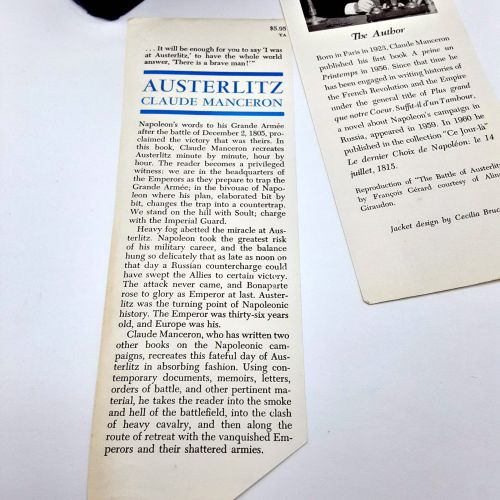 $5.95
YA
. . . It will be enough for you to say 'I was
at Austerlitz,' to have the whole world
answer, 'There is a brave man!'"
AUSTERLITZ
CLAUDE MANCERON
Napoleon's words to his Grande Armée
after the battle of December 2, 1805, pro-
claimed the victory that was theirs. In
this book, Claude Manceron recreates
Austerlitz minute by minute, hour by
hour. The reader becomes a privileged
witness: we are in the headquarters of
the Emperors as they prepare to trap the
Grande Armée; in the bivouac of Napo-
leon where his plan, elaborated bit by
bit, changes the trap into a countertrap.
We stand on the hill with Soult; charge
with the Imperial Guard.
Heavy fog abetted the miracle at Aus-
terlitz. Napoleon took the greatest risk
of his military career, and the balance
hung so delicately that as late as noon on
that day a Russian countercharge could
have swept the Allies to certain victory.
The attack never came, and Bonaparte
rose to glory as Emperor at last. Auster-
litz was the turning point of Napoleonic
history. The Emperor was thirty-six years
old, and Europe was his.
Claude Manceron, who has written two
other books on the Napoleonic cam-
paigns, recreates this fateful day of Aus-
terlitz in absorbing fashion. Using con-
temporary documents, memoirs, letters,
orders of battle, and other pertinent ma-
terial, he takes the reader into the smoke
and hell of the battlefield, into the clash
of heavy cavalry, and then along the
route of retreat with the vanquished Em-
perors and their shattered armies.
The Author
Born in Paris in 1923, Claude Manceron
published his first book A peine un
Printemps in 1956. Since that time he
has been engaged in writing histories of
the French Revolution and the Empire
under the general title of Plus grand
que notre Coeur. Suffit-il d'un Tambour,
a novel about Napoleon's campaign in
Russia, appeared in 1959. In 1960 he
published in the collection "Ce Jour-là"
Le dernier Choix de Napoléon: le 14
juillet, 1815.
Reproduction of "The Battle of Austerlitz"
by François Gérard courtesy of
Giraudon.
Jacket design by Cecilia